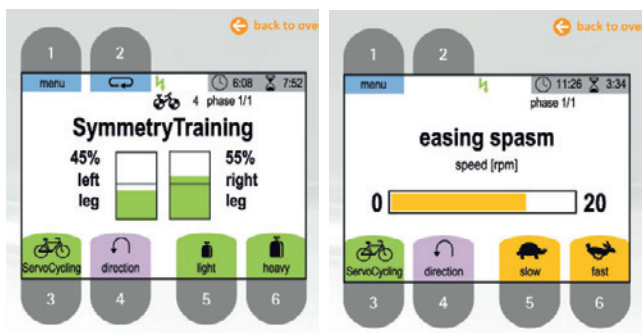 back to ove
1
2
menu
6:08
7:52
4 phase 1/1
SymmetryTraining
45%
left
leg
55%
right
leg
ServoCycling
direction
light
heavy
3
4
5
6
back to ove
1
2
menu
11:26
3:34
phase 1/1
easing spasm
speed [rpm]
0
20
ServoCycling
direction
slow
fast
3
4
5
6